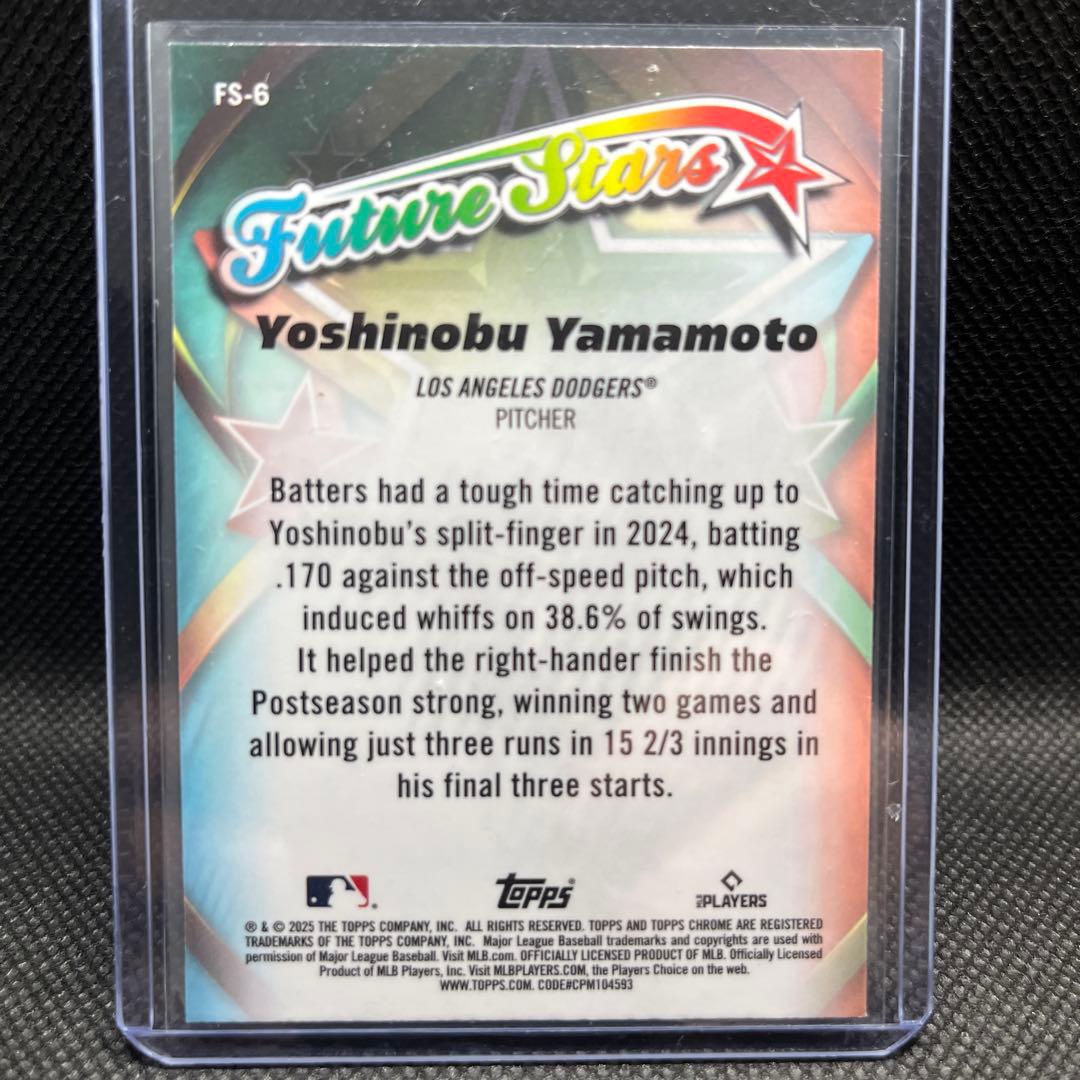 FS-6
Future Stars
Yoshinobu Yamamoto
LOS ANGELES DODGERS®
PITCHER
Batters had a tough time catching up to
Yoshinobu's split-finger in 2024, batting
.170 against the off-speed pitch, which
induced whiffs on 38.6% of swings.
It helped the right-hander finish the
Postseason strong, winning two games and
allowing just three runs in 15 2/3 innings in
his final three starts.
topps®
PLAYERS
® & © 2025 THE TOPPS COMPANY, INC. ALL RIGHTS RESERVED. TOPPS AND TOPPS CHROME ARE REGISTERED
TRADEMARKS OF THE TOPPS COMPANY, INC. Major League Baseball trademarks and copyrights are used with
permission of Major League Baseball. Visit MLB.com. OFFICIALLY LICENSED PRODUCT OF MLB. Officially Licensed
Product of MLB Players, Inc. Visit MLBPLAYERS.COM, the Players Choice on the web.
WWW.TOPPS.COM. CODE#CPM104593